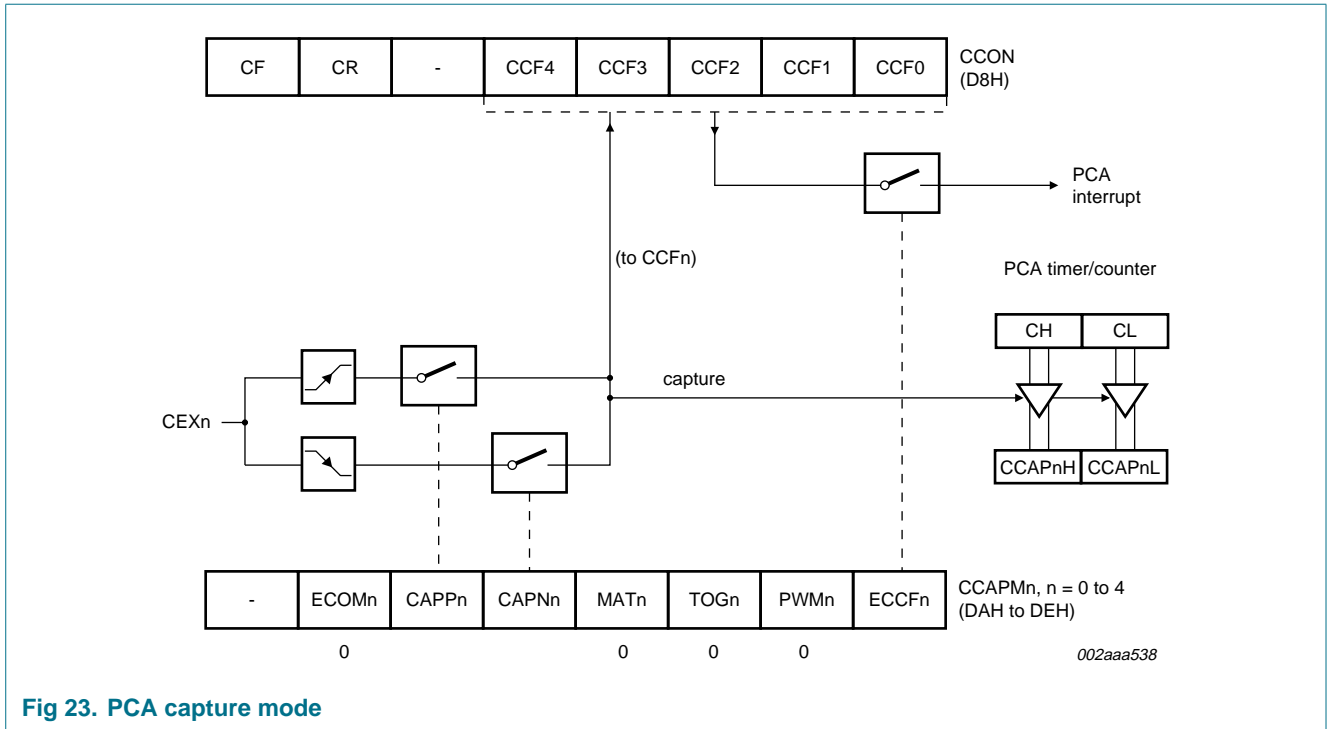 CF CR - CCF4 CCF3 CCF2 CCF1 CCF0
CCON
(D8H)
PCA
interrupt
(to CCFn)
PCA timer/counter
CH CL
capture
CEXn
CCAPnH CCAPnL
- ECOMn CAPPn CAPNn MATn TOGn PWMn ECCFn
CCAPMn, n = 0 to 4
(DAH to DEH)
0 0 0 0
002aaa538
Fig 23. PCA capture mode